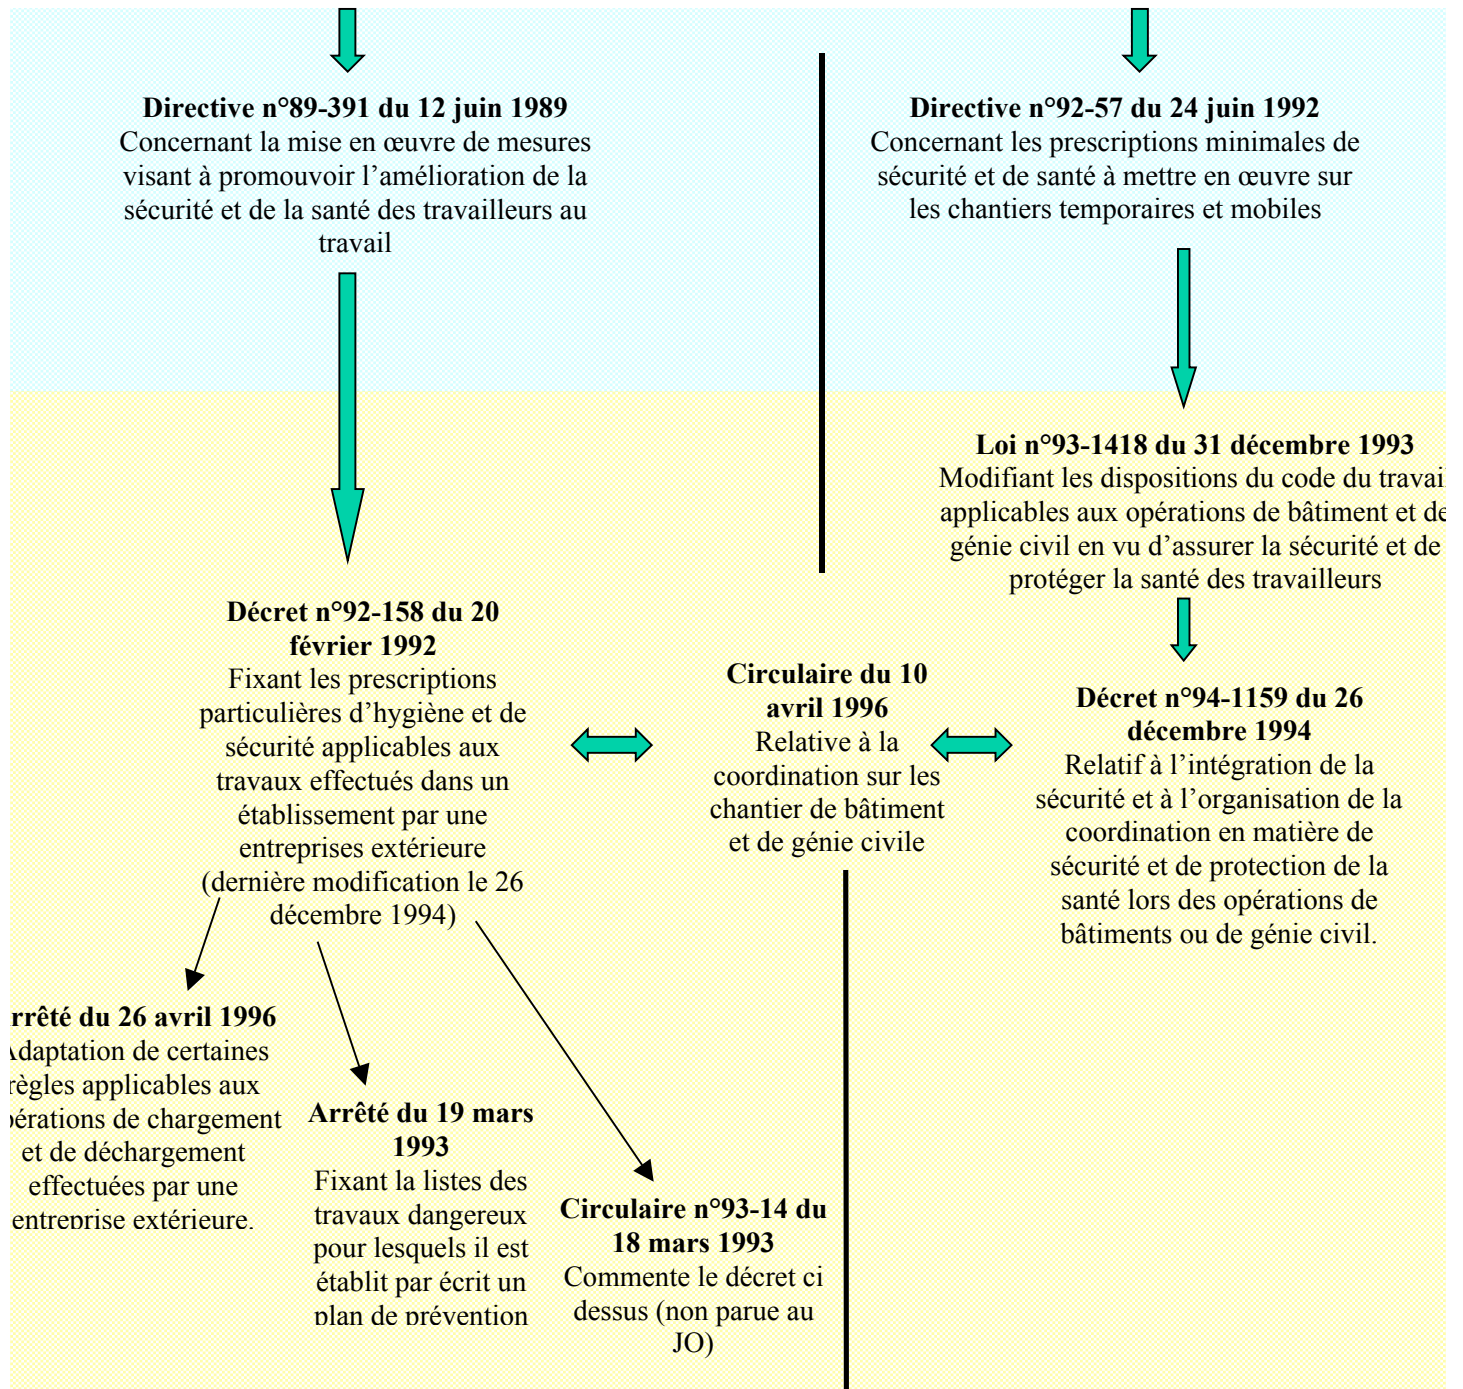 Directive n°89-391 du 12 juin 1989
Concernant la mise en œuvre de mesures
visant à promouvoir l’amélioration de la
sécurité et de la santé des travailleurs au
travail
Directive n°92-57 du 24 juin 1992
Concernant les prescriptions minimales de
sécurité et de santé à mettre en œuvre sur
les chantiers temporaires et mobiles
Loi n°93-1418 du 31 décembre 1993
Modifiant les dispositions du code du travail
applicables aux opérations de bâtiment et de
génie civil en vu d’assurer la sécurité et de
protéger la santé des travailleurs
Décret n°92-158 du 20
février 1992
Fixant les prescriptions
particulières d’hygiène et de
sécurité applicables aux
travaux effectués dans un
établissement par une
entreprises extérieure
(dernière modification le 26
décembre 1994)
Circulaire du 10
avril 1996
Relative à la
coordination sur les
chantier de bâtiment
et de génie civile
Décret n°94-1159 du 26
décembre 1994
Relatif à l’intégration de la
sécurité et à l’organisation de la
coordination en matière de
sécurité et de protection de la
santé lors des opérations de
bâtiments ou de génie civil.
rrêté du 26 avril 1996
Adaptation de certaines
règles applicables aux
pérations de chargement
et de déchargement
effectuées par une
entreprise extérieure.
Arrêté du 19 mars
1993
Fixant la listes des
travaux dangereux
pour lesquels il est
établit par écrit un
plan de prévention
Circulaire n°93-14 du
18 mars 1993
Commente le décret ci
dessus (non parue au
JO)